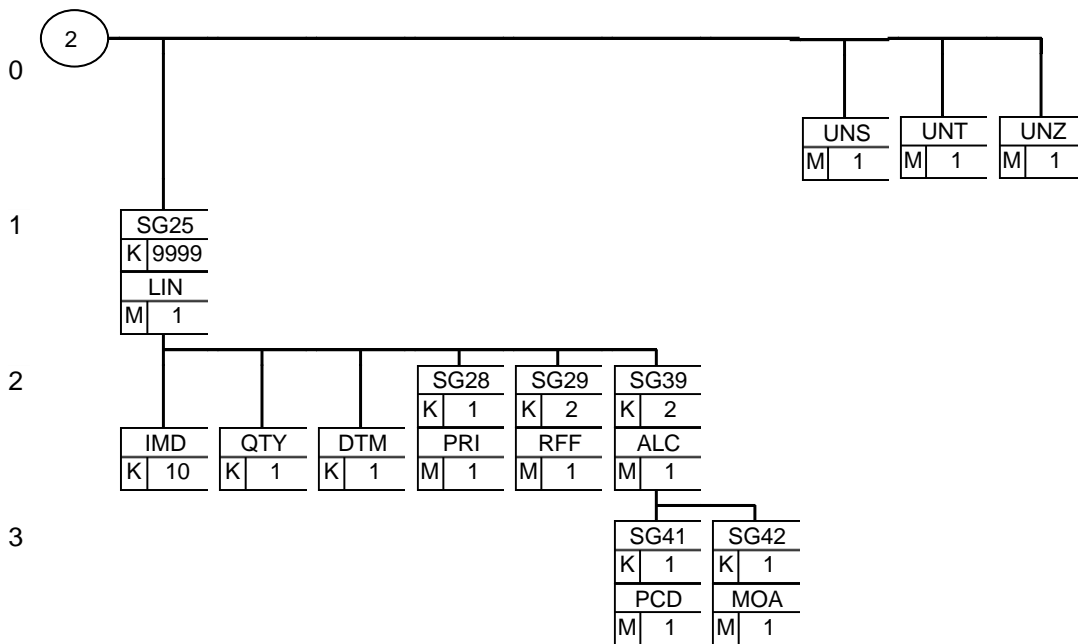 2
0
UNS UNT UNZ
M 1 M 1 M 1
1
SG25
K 9999
LIN
M 1
2
SG28 SG29 SG39
K 1 K 2 K 2
IMD QTY DTM PRI RFF ALC
K 10 K 1 K 1 M 1 M 1 M 1
3
SG41 SG42
K 1 K 1
PCD MOA
M 1 M 1